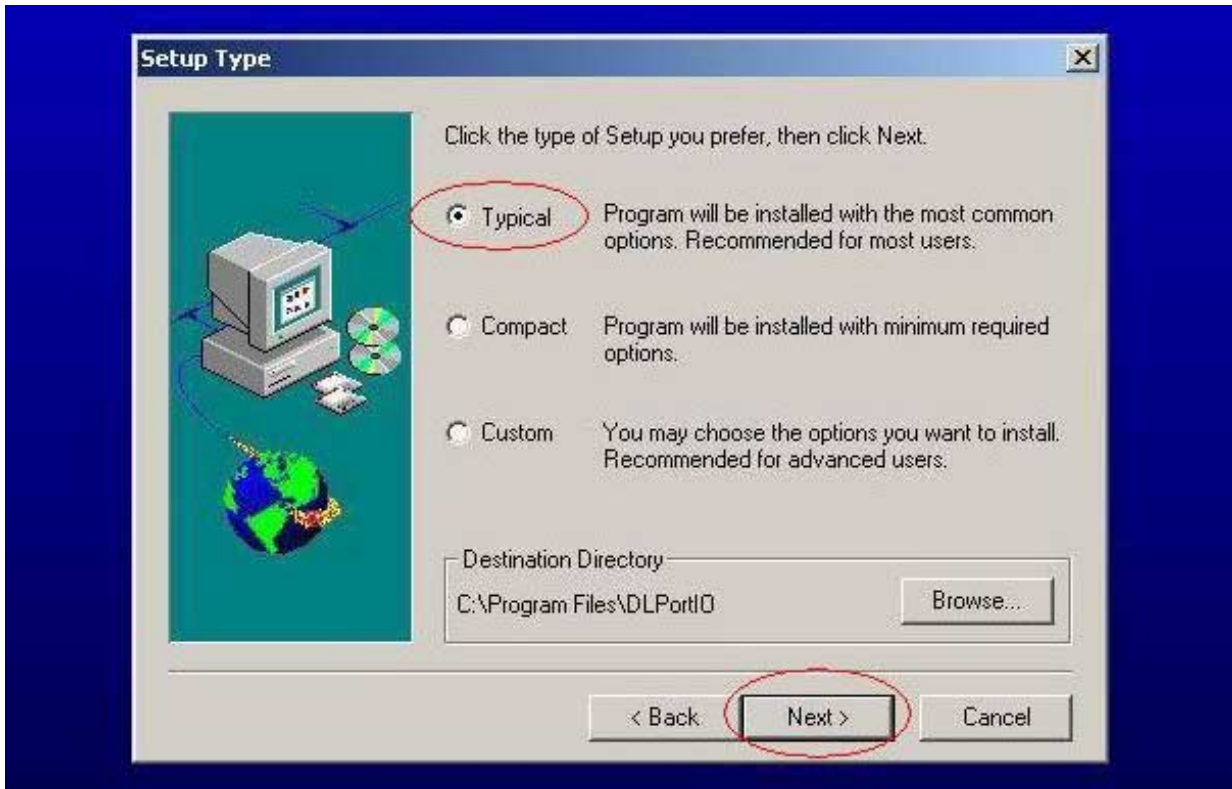 Setup Type
Click the type of Setup you prefer, then click Next.
Typical
Program will be installed with the most common
options. Recommended for most users.
Compact
Program will be installed with minimum required
options.
Custom
You may choose the options you want to install.
Recommended for advanced users.
Destination Directory
C:\Program Files\DLPortIO
Browse...
< Back
Next >
Cancel